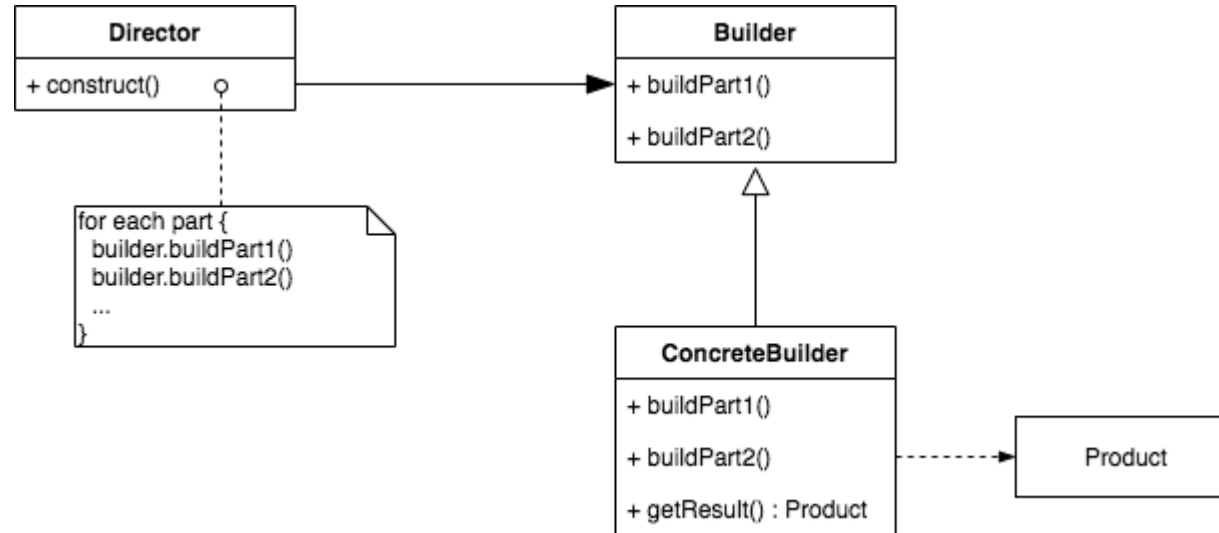 Director
+ construct()
for each part {
builder.buildPart1()
builder.buildPart2()
...
}
Builder
+ buildPart1()
+ buildPart2()
ConcreteBuilder
+ buildPart1()
+ buildPart2()
+ getResult() : Product
Product